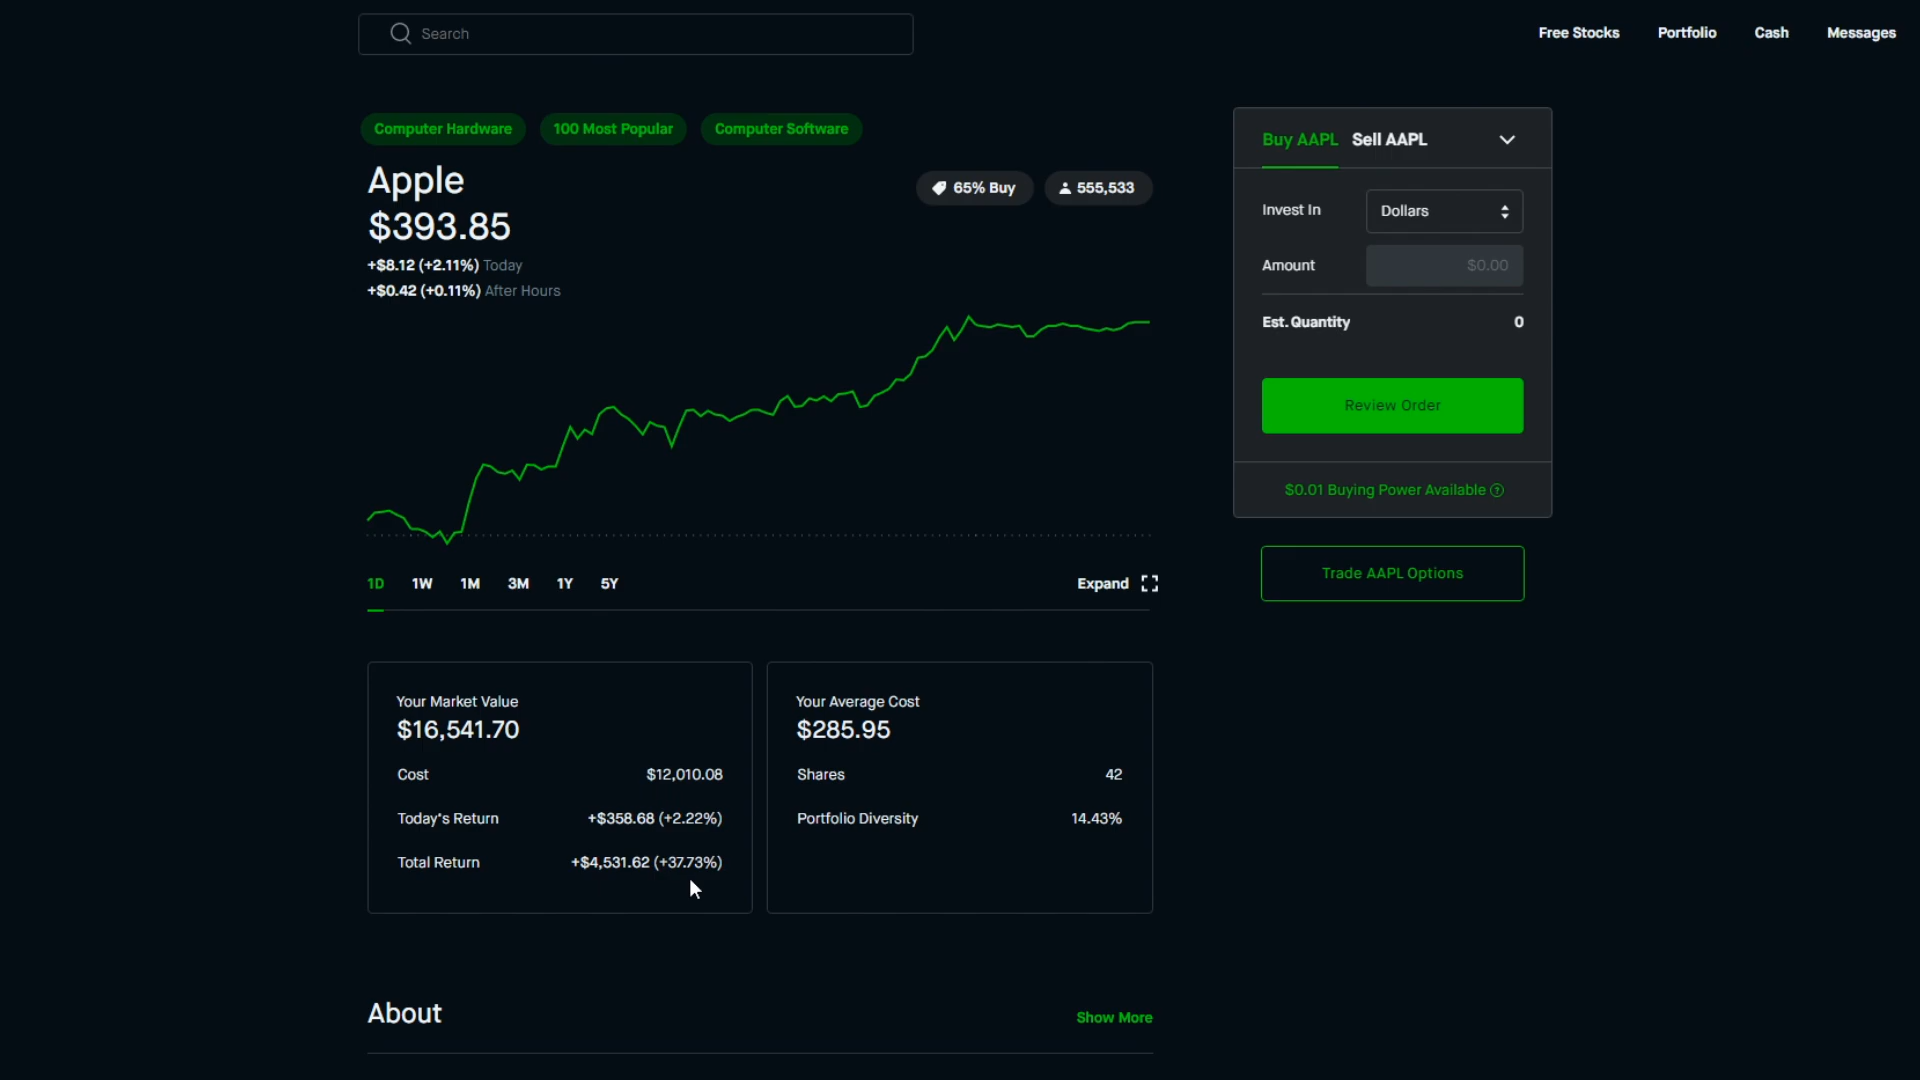 Search
Free Stocks Portfolio Cash Messages
Computer Hardware 100 Most Popular Computer Software
Apple
$393.85
65% Buy 555,533
+$8.12 (+2.11%) Today
+$0.42 (+0.11%) After Hours
1D 1W 1M 3M 1Y 5Y Expand
Buy AAPL Sell AAPL
Invest In Dollars
Amount $0.00
Est. Quantity 0
Review Order
$0.01 Buying Power Available ?
Trade AAPL Options
Your Market Value
$16,541.70
Cost $12,010.08
Today's Return +$358.68 (+2.22%)
Total Return +$4,531.62 (+37.73%)
Your Average Cost
$285.95
Shares 42
Portfolio Diversity 14.43%
About Show More